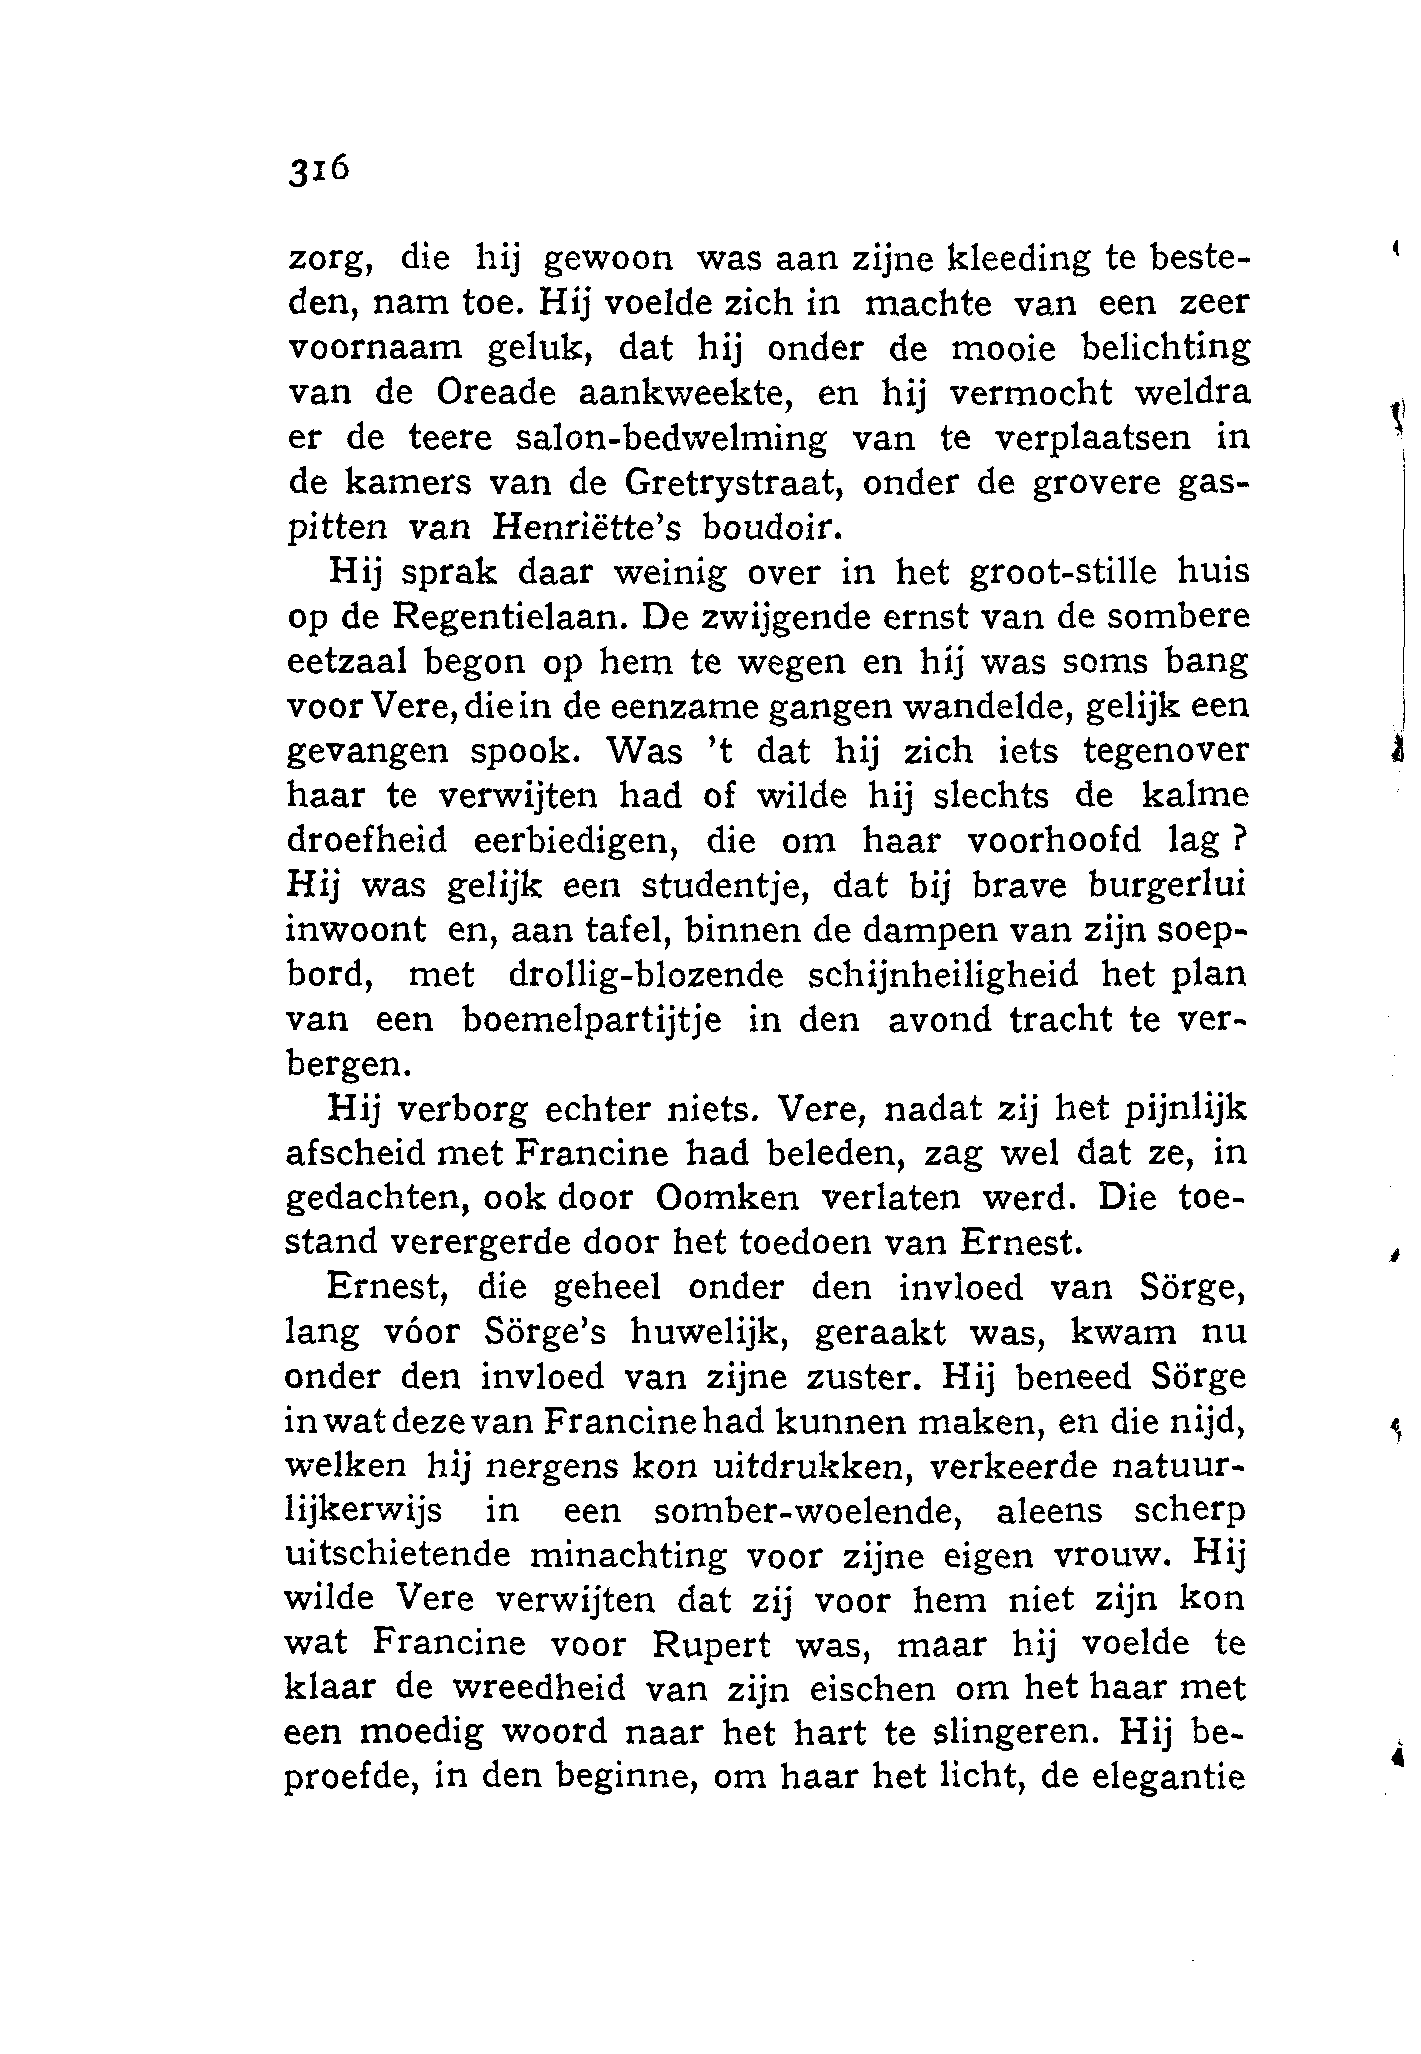 316
zorg, die hij gewoon was aan zijne kleeding te beste-
den, nam toe. Hij voelde zich in machte van een zeer
voornaam geluk, dat hij onder de mooie belichting
van de Oreade aankweekte, en hij vermocht weldra
er de teere salon-bedwelming van te verplaatsen in
de kamers van de Gretrystraat, onder de grovere gas-
pitten van Henriëtte's boudoir.
Hij sprak daar weinig over in het groot-stille huis
op de Regentielaan. De zwijgende ernst van de sombere
eetzaal begon op hem te wegen en hij was soms bang
voor Vere, die in de eenzame gangen wandelde, gelijk een
gevangen spook. Was 't dat hij zich iets tegenover
haar te verwijten had of wilde hij slechts de kalme
droefheid eerbiedigen, die om haar voorhoofd lag ?
Hij was gelijk een studentje, dat bij brave burgerlui
inwoont en, aan tafel, binnen de dampen van zijn soep-
bord, met drollig-blozende schijnheiligheid het plan
van een boemelpartijtje in den avond tracht te ver-
bergen.
Hij verborg echter niets. Vere, nadat zij het pijnlijk
afscheid met Francine had beleden, zag wel dat ze, in
gedachten, ook door Oomken verlaten werd. Die toe-
stand verergerde door het toedoen van Ernest.
Ernest, die geheel onder den invloed van Sörge,
lang vóor Sörge's huwelijk, geraakt was, kwam nu
onder den invloed van zijne zuster. Hij beneed Sörge
in wat deze van Francine had kunnen maken, en die nijd,
welken hij nergens kon uitdrukken, verkeerde natuur-
lijkerwijs in een somber-woelende, aleens scherp
uitschietende minachting voor zijne eigen vrouw. Hij
wilde Vere verwijten dat zij voor hem niet zijn kon
wat Francine voor Rupert was, maar hij voelde te
klaar de wreedheid van zijn eischen om het haar met
een moedig woord naar het hart te slingeren. Hij be-
proefde, in den beginne, om haar het licht, de elegantie